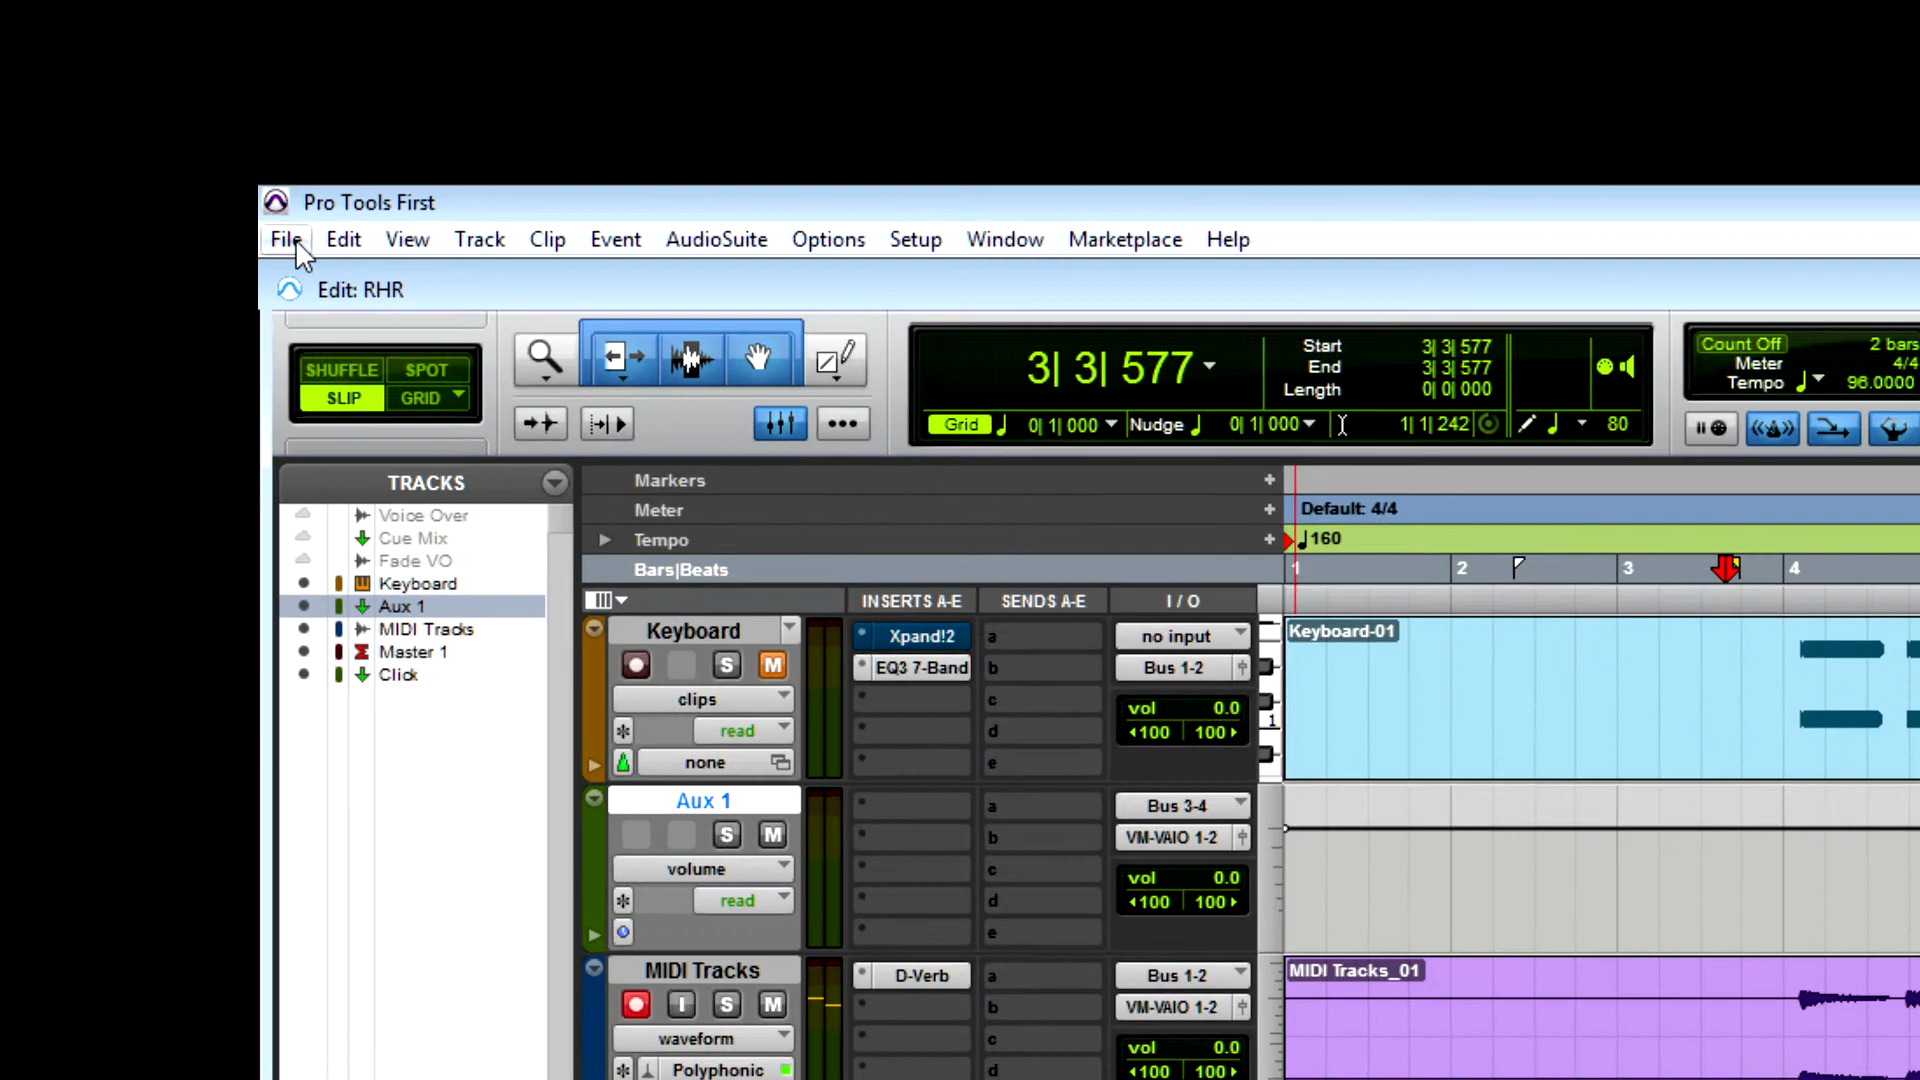 Pro Tools First
File Edit View Track Clip Event AudioSuite Options Setup Window Marketplace Help
Edit: RHR
SHUFFLE SPOT
SLIP GRID
3| 3| 577
Start 3| 3| 577
End 3| 3| 577
Length 0| 0| 000
Grid 0| 1| 000 Nudge 0| 1| 000 1| 1| 242 80
Count Off 2 bars
Meter 4/4
Tempo 96.0000
TRACKS
Voice Over
Cue Mix
Fade VO
Keyboard
Aux 1
MIDI Tracks
Master 1
Click
Markers
Meter Default: 4/4
Tempo 160
Bars|Beats 1 2 3 4
INSERTS A-E SENDS A-E I / O
Keyboard Xpand!2 a no input Keyboard-01
S M EQ3 7-Band b Bus 1-2
clips c vol 0.0
read d 100 100 1
none e
Aux 1 a Bus 3-4
S M b VM-VAIO 1-2
volume c vol 0.0
read d 100 100
e
MIDI Tracks D-Verb a Bus 1-2 MIDI Tracks_01
I S M b VM-VAIO 1-2
waveform c vol 0.0
Polyphonic d 100 100